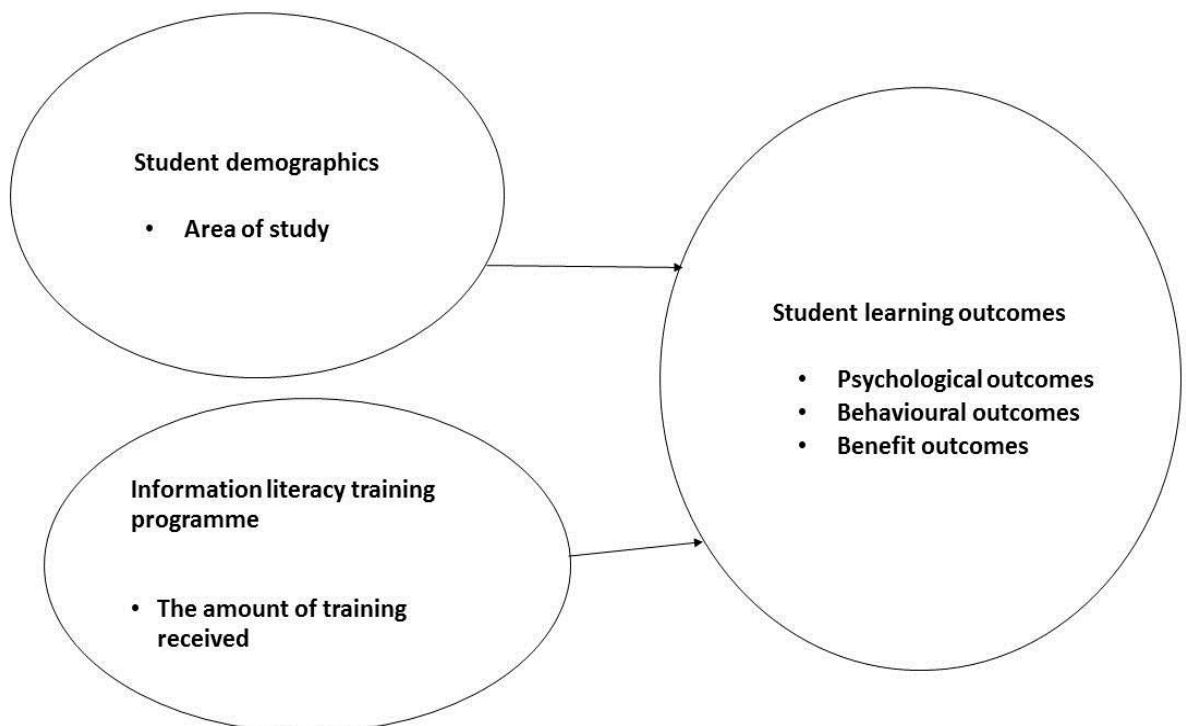 Student demographics
• Area of study
Student learning outcomes
• Psychological outcomes
• Behavioural outcomes
• Benefit outcomes
Information literacy training
programme
• The amount of training
received